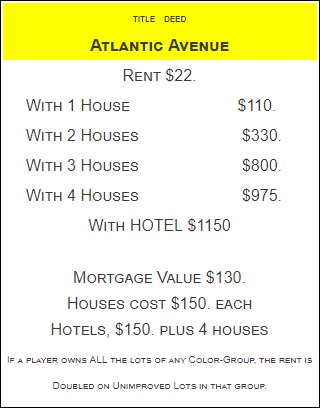 TITLE DEED
ATLANTIC AVENUE
RENT $22.
WITH 1 HOUSE $110.
WITH 2 HOUSES $330.
WITH 3 HOUSES $800.
WITH 4 HOUSES $975.
WITH HOTEL $1150
MORTGAGE VALUE $130.
HOUSES COST $150. EACH
HOTELS, $150. PLUS 4 HOUSES
IF A PLAYER OWNS ALL THE LOTS OF ANY COLOR-GROUP, THE RENT IS
DOUBLED ON UNIMPROVED LOTS IN THAT GROUP.